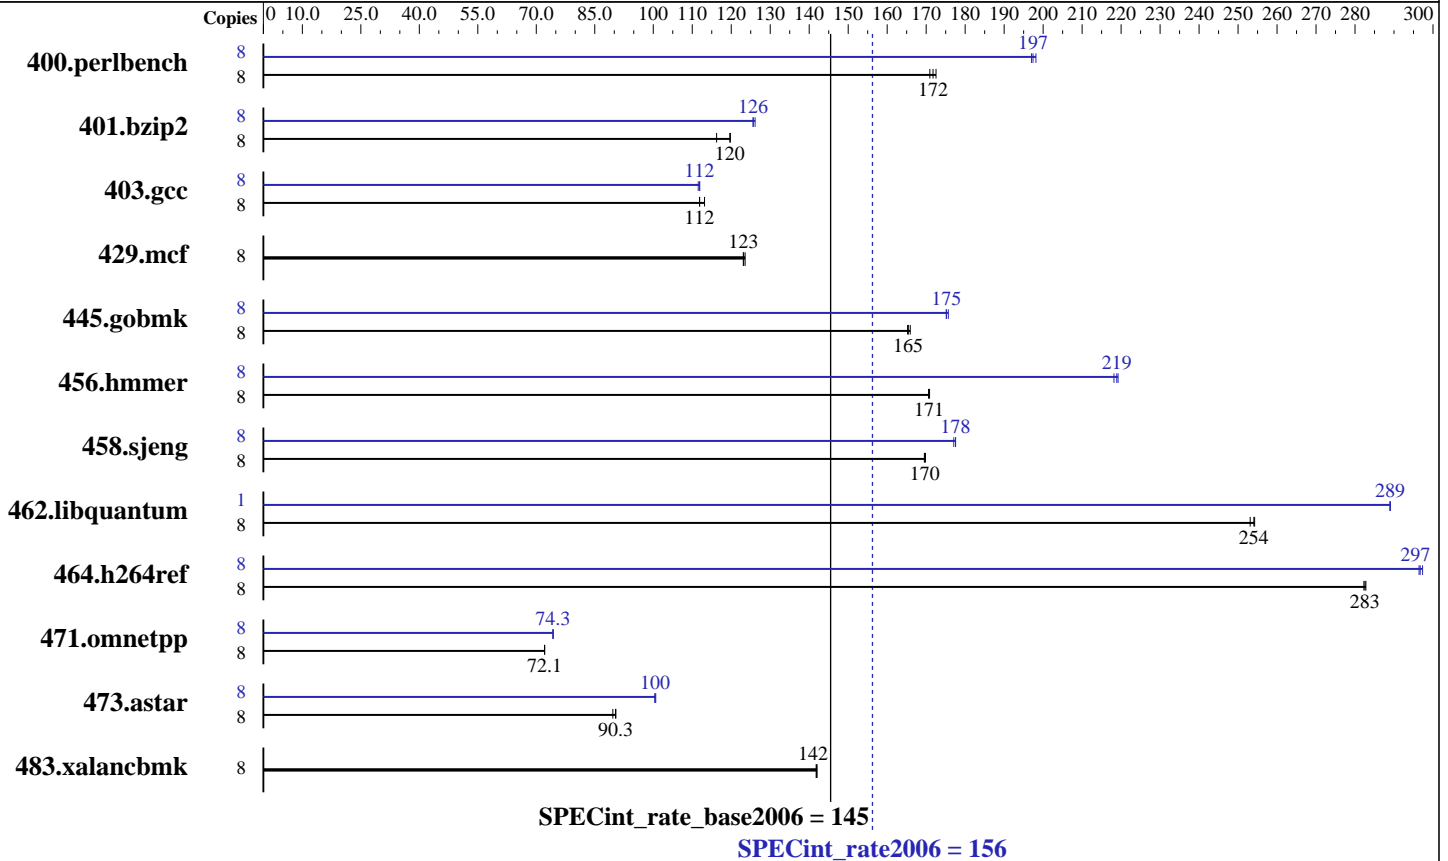 Copies 0 10.0 25.0 40.0 55.0 70.0 85.0 100 110 120 130 140 150 160 170 180 190 200 210 220 230 240 250 260 270 280 300
400.perlbench 8 197
8 172
401.bzip2 8 126
8 120
403.gcc 8 112
8 112
429.mcf 8 123
445.gobmk 8 175
8 165
456.hmmer 8 219
8 171
458.sjeng 8 178
8 170
462.libquantum 1 289
8 254
464.h264ref 8 297
8 283
471.omnetpp 8 74.3
8 72.1
473.astar 8 100
8 90.3
483.xalancbmk 8 142
SPECint_rate_base2006 = 145
SPECint_rate2006 = 156